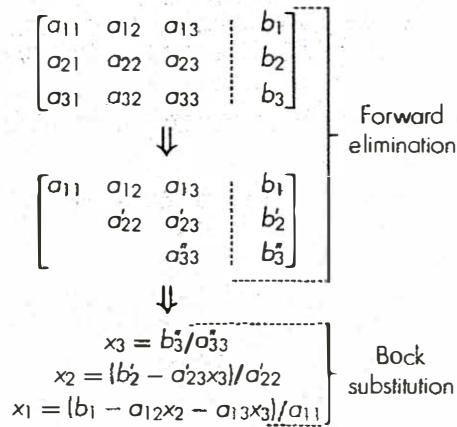 a11 a12 a13 b1
a21 a22 a23 b2
a31 a32 a33 b3
Forward
elimination
⇓
a11 a12 a13 b1
a′22 a′23 b′2
a″33 b″3
⇓
x3 = b″3/a″33
x2 = (b′2 − a′23x3)/a′22
x1 = (b1 − a12x2 − a13x3)/a11
Bock
substitution